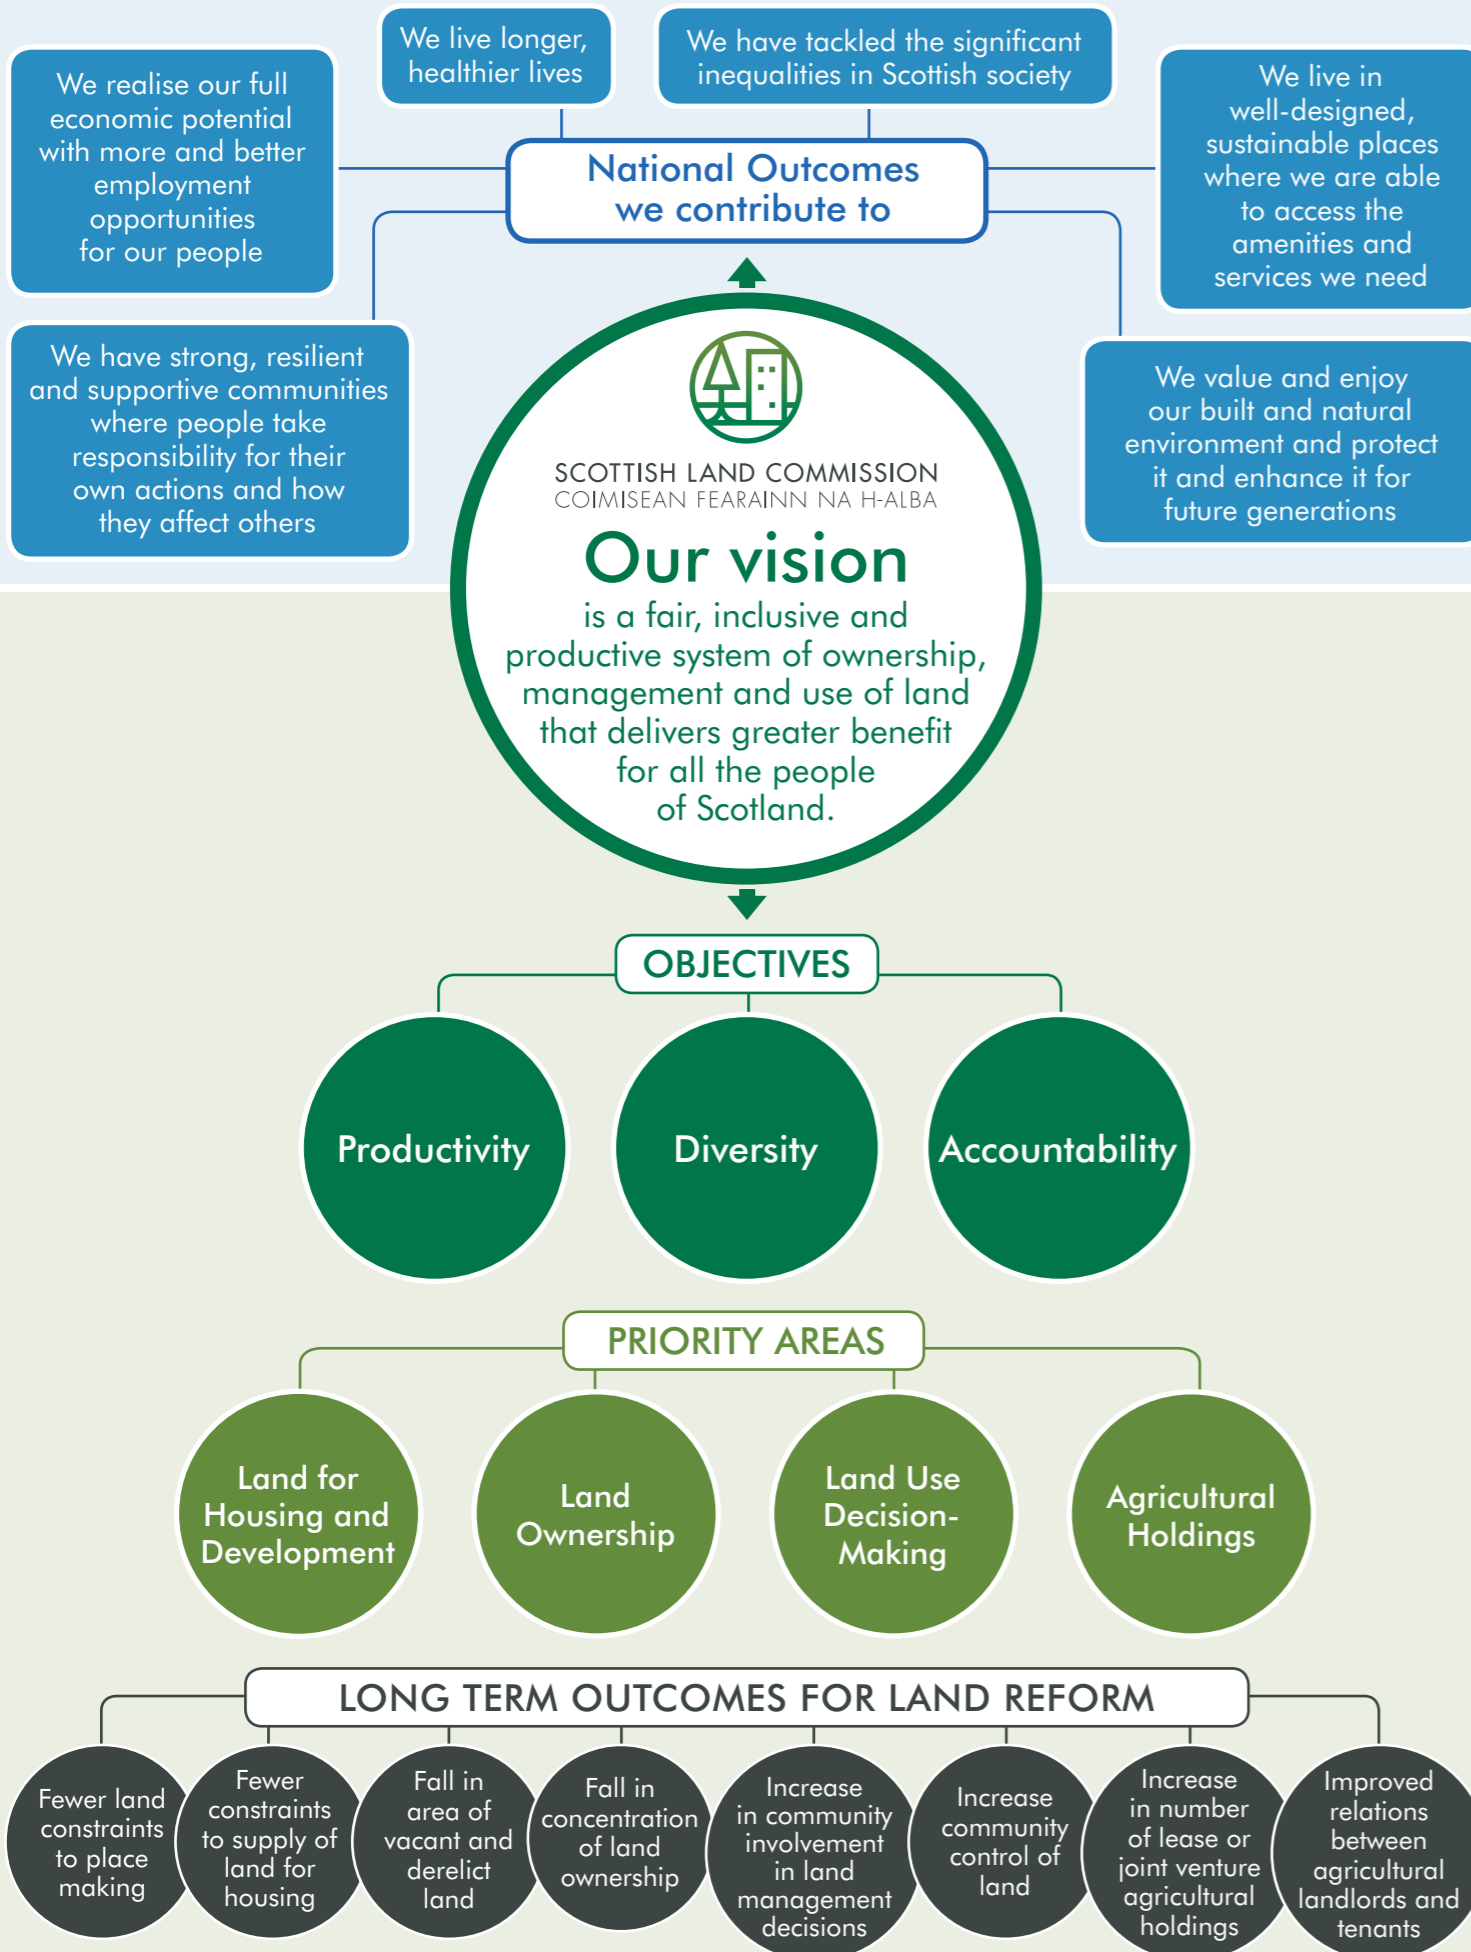 We live longer,
healthier lives
We have tackled the significant
inequalities in Scottish society
We realise our full
economic potential
with more and better
employment
opportunities
for our people
We live in
well-designed,
sustainable places
where we are able
to access the
amenities and
services we need
National Outcomes
we contribute to
We have strong, resilient
and supportive communities
where people take
responsibility for their
own actions and how
they affect others
We value and enjoy
our built and natural
environment and protect
it and enhance it for
future generations
SCOTTISH LAND COMMISSION
COIMISEAN FEARAINN NA H-ALBA
Our vision
is a fair, inclusive and
productive system of ownership,
management and use of land
that delivers greater benefit
for all the people
of Scotland.
OBJECTIVES
Productivity
Diversity
Accountability
PRIORITY AREAS
Land for
Housing and
Development
Land
Ownership
Land Use
Decision-
Making
Agricultural
Holdings
LONG TERM OUTCOMES FOR LAND REFORM
Fewer land
constraints
to place
making
Fewer
constraints
to supply of
land for
housing
Fall in
area of
vacant and
derelict
land
Fall in
concentration
of land
ownership
Increase
in community
involvement
in land
management
decisions
Increase
community
control of
land
Increase
in number
of lease or
joint venture
agricultural
holdings
Improved
relations
between
agricultural
landlords and
tenants